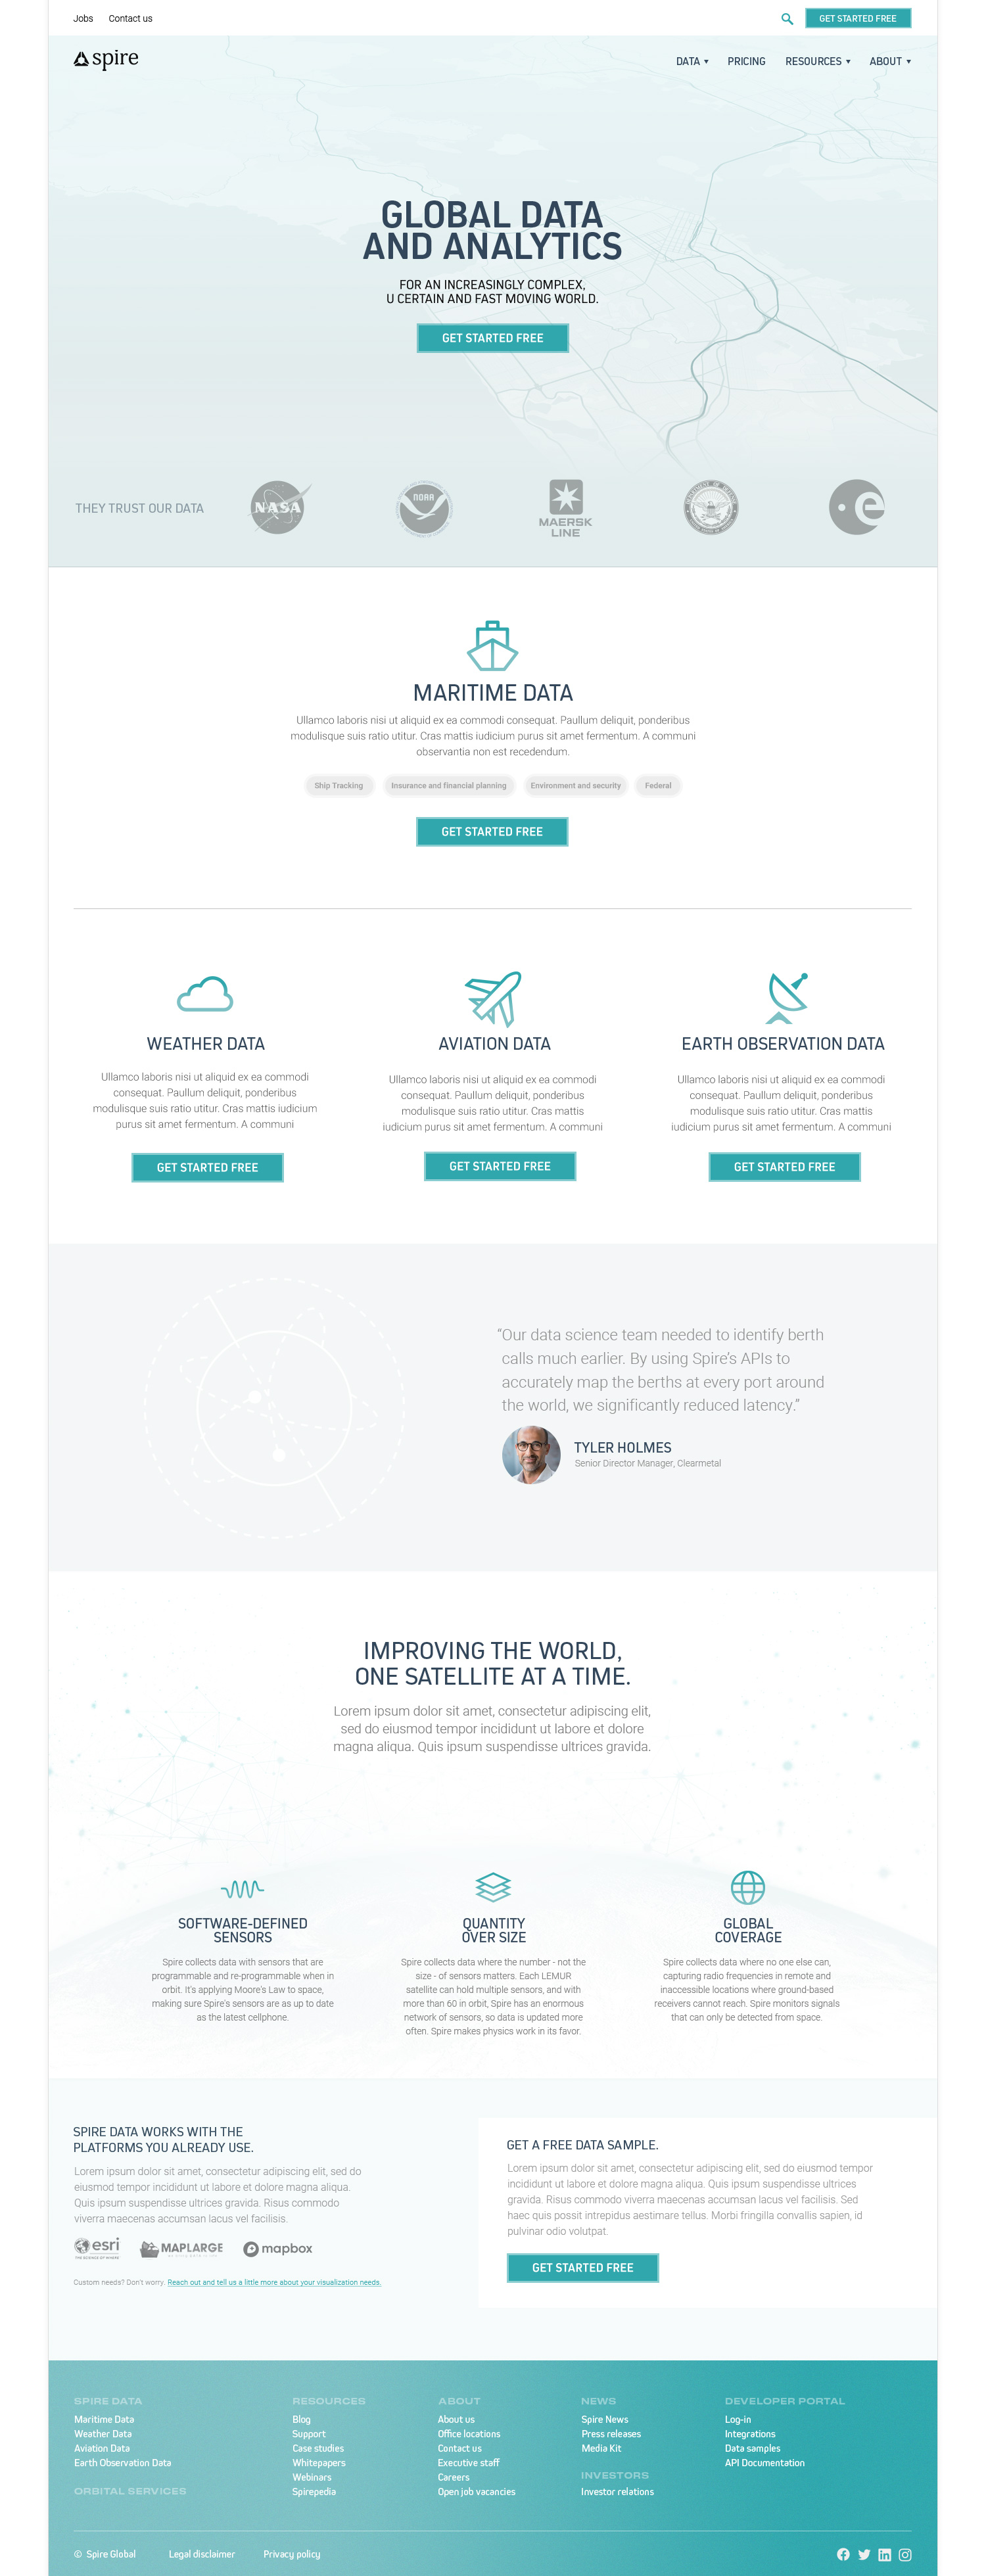 Jobs Contact us GET STARTED FREE
spire DATA PRICING RESOURCES ABOUT
GLOBAL DATA
AND ANALYTICS
FOR AN INCREASINGLY COMPLEX,
U CERTAIN AND FAST MOVING WORLD.
GET STARTED FREE
THEY TRUST OUR DATA
NASA
NOAA
MAERSK
LINE
e
MARITIME DATA
Ullamco laboris nisi ut aliquid ex ea commodi consequat. Paullum deliquit, ponderibus
modulisque suis ratio utitur. Cras mattis iudicium purus sit amet fermentum. A communi
observantia non est recedendum.
Ship Tracking Insurance and financial planning Environment and security Federal
GET STARTED FREE
WEATHER DATA
Ullamco laboris nisi ut aliquid ex ea commodi
consequat. Paullum deliquit, ponderibus
modulisque suis ratio utitur. Cras mattis iudicium
purus sit amet fermentum. A communi
GET STARTED FREE
AVIATION DATA
Ullamco laboris nisi ut aliquid ex ea commodi
consequat. Paullum deliquit, ponderibus
modulisque suis ratio utitur. Cras mattis
iudicium purus sit amet fermentum. A communi
GET STARTED FREE
EARTH OBSERVATION DATA
Ullamco laboris nisi ut aliquid ex ea commodi
consequat. Paullum deliquit, ponderibus
modulisque suis ratio utitur. Cras mattis
iudicium purus sit amet fermentum. A communi
GET STARTED FREE
“Our data science team needed to identify berth
calls much earlier. By using Spire’s APIs to
accurately map the berths at every port around
the world, we significantly reduced latency.”
TYLER HOLMES
Senior Director Manager, Clearmetal
IMPROVING THE WORLD,
ONE SATELLITE AT A TIME.
Lorem ipsum dolor sit amet, consectetur adipiscing elit,
sed do eiusmod tempor incididunt ut labore et dolore
magna aliqua. Quis ipsum suspendisse ultrices gravida.
SOFTWARE-DEFINED
SENSORS
Spire collects data with sensors that are
programmable and re-programmable when in
orbit. It's applying Moore's Law to space,
making sure Spire's sensors are as up to date
as the latest cellphone.
QUANTITY
OVER SIZE
Spire collects data where the number - not the
size - of sensors matters. Each LEMUR
satellite can hold multiple sensors, and with
more than 60 in orbit, Spire has an enormous
network of sensors, so data is updated more
often. Spire makes physics work in its favor.
GLOBAL
COVERAGE
Spire collects data where no one else can,
capturing radio frequencies in remote and
inaccessible locations where ground-based
receivers cannot reach. Spire monitors signals
that can only be detected from space.
SPIRE DATA WORKS WITH THE
PLATFORMS YOU ALREADY USE.
Lorem ipsum dolor sit amet, consectetur adipiscing elit, sed do
eiusmod tempor incididunt ut labore et dolore magna aliqua.
Quis ipsum suspendisse ultrices gravida. Risus commodo
viverra maecenas accumsan lacus vel facilisis.
esri MAPLARGE mapbox
THE SCIENCE OF WHERE
Custom needs? Don't worry. Reach out and tell us a little more about your visualization needs.
GET A FREE DATA SAMPLE.
Lorem ipsum dolor sit amet, consectetur adipiscing elit, sed do eiusmod tempor
incididunt ut labore et dolore magna aliqua. Quis ipsum suspendisse ultrices
gravida. Risus commodo viverra maecenas accumsan lacus vel facilisis. Sed
haec quis possit intrepidus aestimare tellus. Morbi fringilla convallis sapien, id
pulvinar odio volutpat.
GET STARTED FREE
SPIRE DATA
Maritime Data
Weather Data
Aviation Data
Earth Observation Data
ORBITAL SERVICES
RESOURCES
Blog
Support
Case studies
Whitepapers
Webinars
Spirepedia
ABOUT
About us
Office locations
Contact us
Executive staff
Careers
Open job vacancies
NEWS
Spire News
Press releases
Media Kit
INVESTORS
Investor relations
DEVELOPER PORTAL
Log-in
Integrations
Data samples
API Documentation
© Spire Global Legal disclaimer Privacy policy